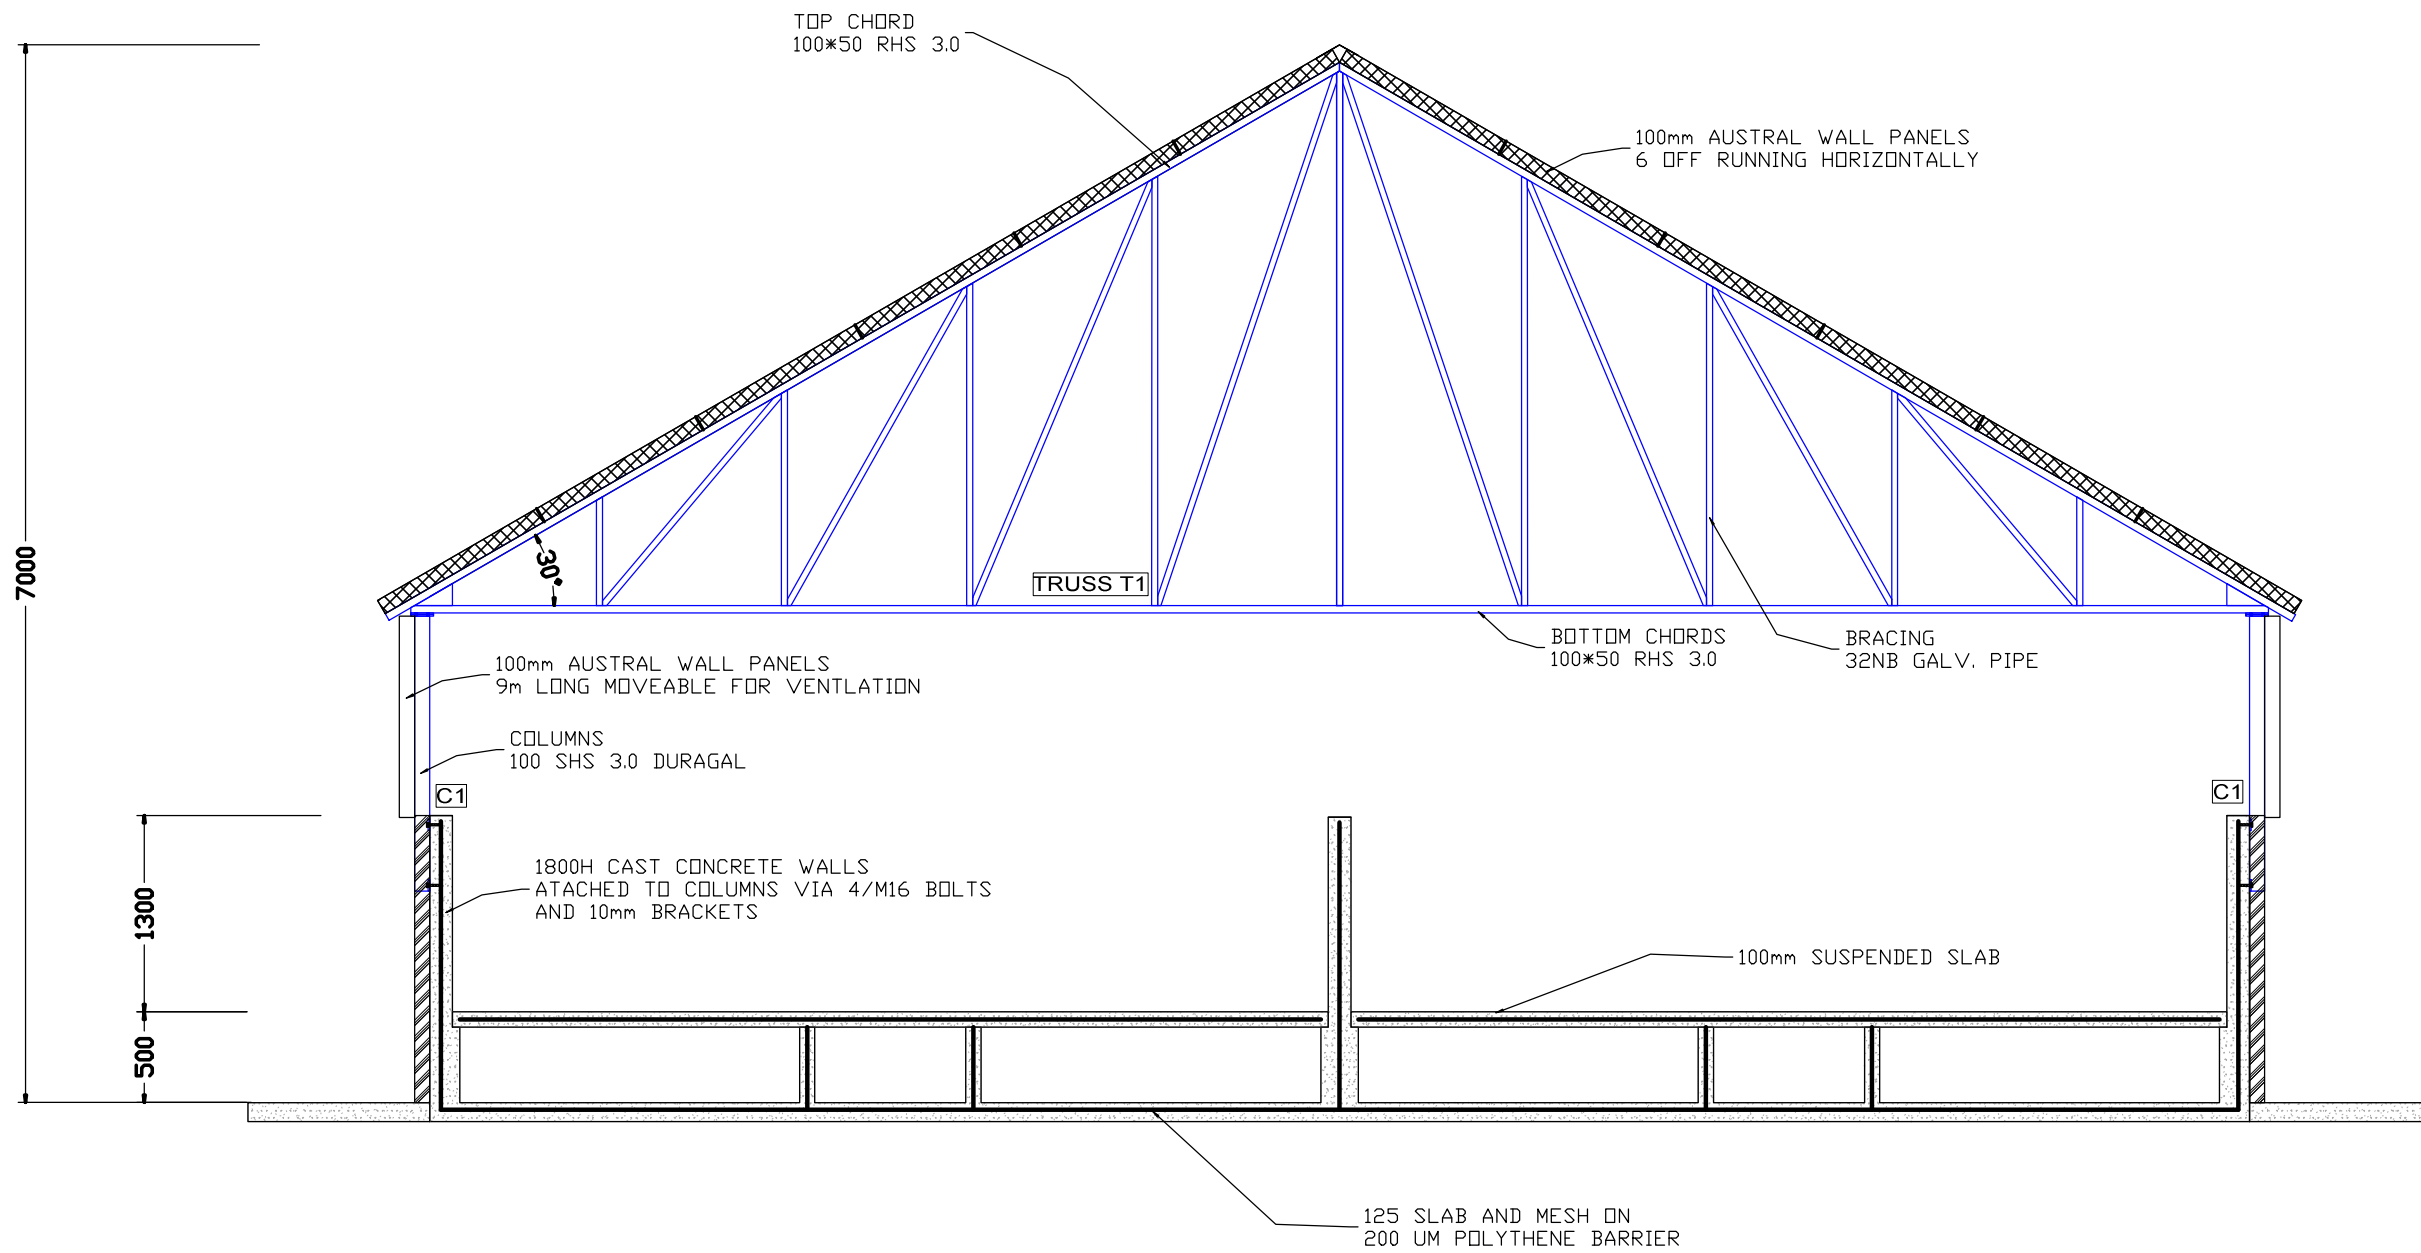 TOP CHORD
100*50 RHS 3.0
100mm AUSTRAL WALL PANELS
6 OFF RUNNING HORIZONTALLY
7000
30°
TRUSS T1
BOTTOM CHORDS
100*50 RHS 3.0
BRACING
32NB GALV. PIPE
100mm AUSTRAL WALL PANELS
9m LONG MOVEABLE FOR VENTLATION
COLUMNS
100 SHS 3.0 DURAGAL
C1
C1
1300
1800H CAST CONCRETE WALLS
ATACHED TO COLUMNS VIA 4/M16 BOLTS
AND 10mm BRACKETS
100mm SUSPENDED SLAB
500
125 SLAB AND MESH ON
200 UM POLYTHENE BARRIER